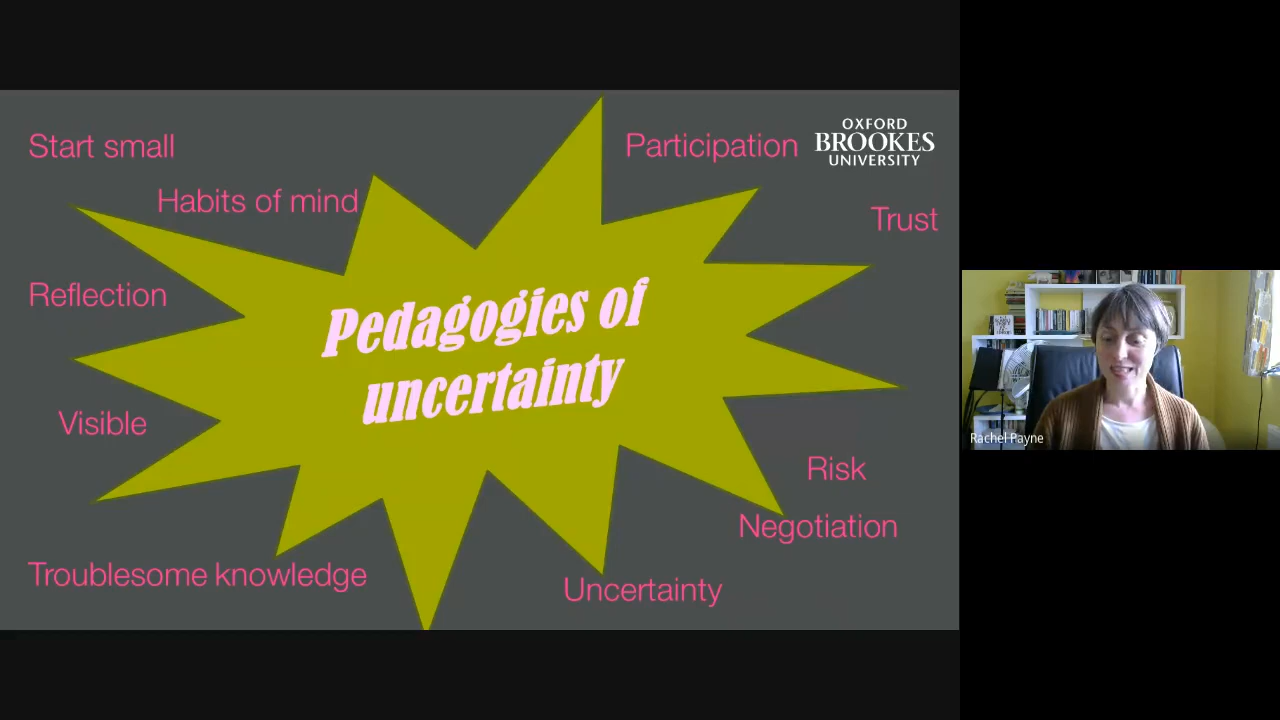 Start small
Participation
OXFORD
BROOKES
UNIVERSITY
Habits of mind
Trust
Reflection
Pedagogies of
uncertainty
Visible
Risk
Negotiation
Troublesome knowledge
Uncertainty
Rachel Payne